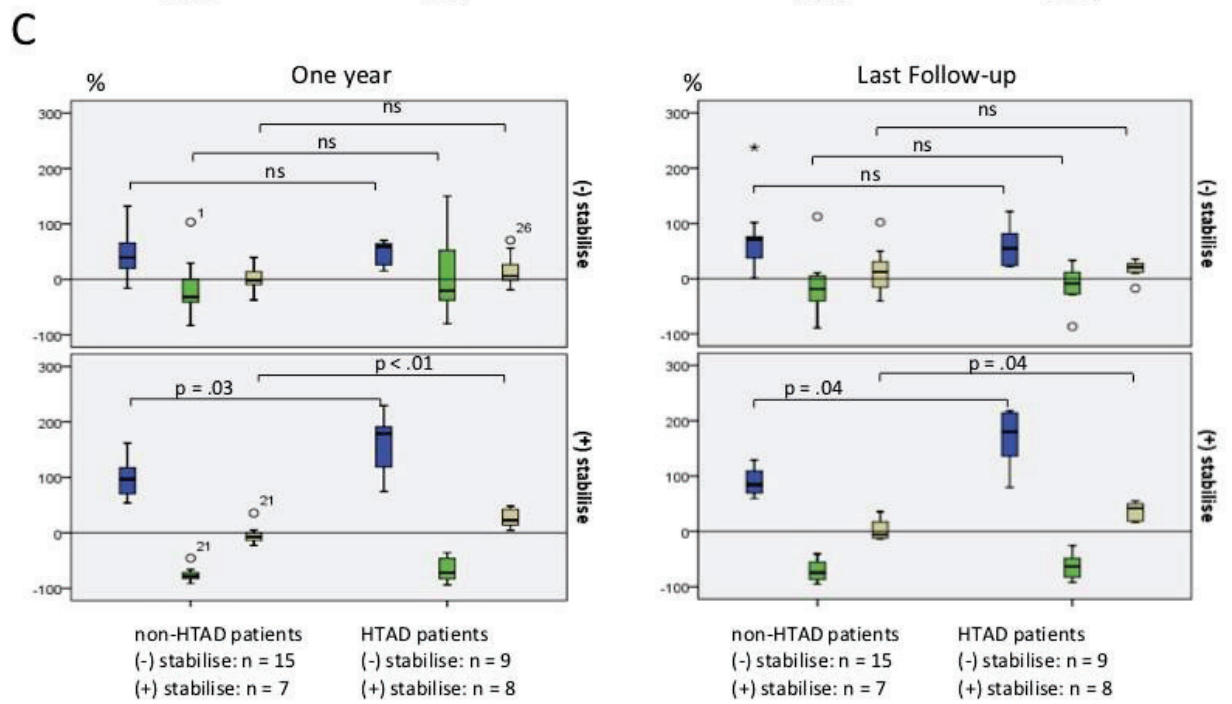 C
% One year
300
200
100
0
-100
ns
ns
ns
1
26
(-) stabilise
300
200
100
0
-100
p < .01
p = .03
21
21
(+) stabilise
non-HTAD patients HTAD patients
(-) stabilise: n = 15 (-) stabilise: n = 9
(+) stabilise: n = 7 (+) stabilise: n = 8
% Last Follow-up
300
200
100
0
-100
ns
ns
ns
*
(-) stabilise
300
200
100
0
-100
p = .04
p = .04
(+) stabilise
non-HTAD patients HTAD patients
(-) stabilise: n = 15 (-) stabilise: n = 9
(+) stabilise: n = 7 (+) stabilise: n = 8